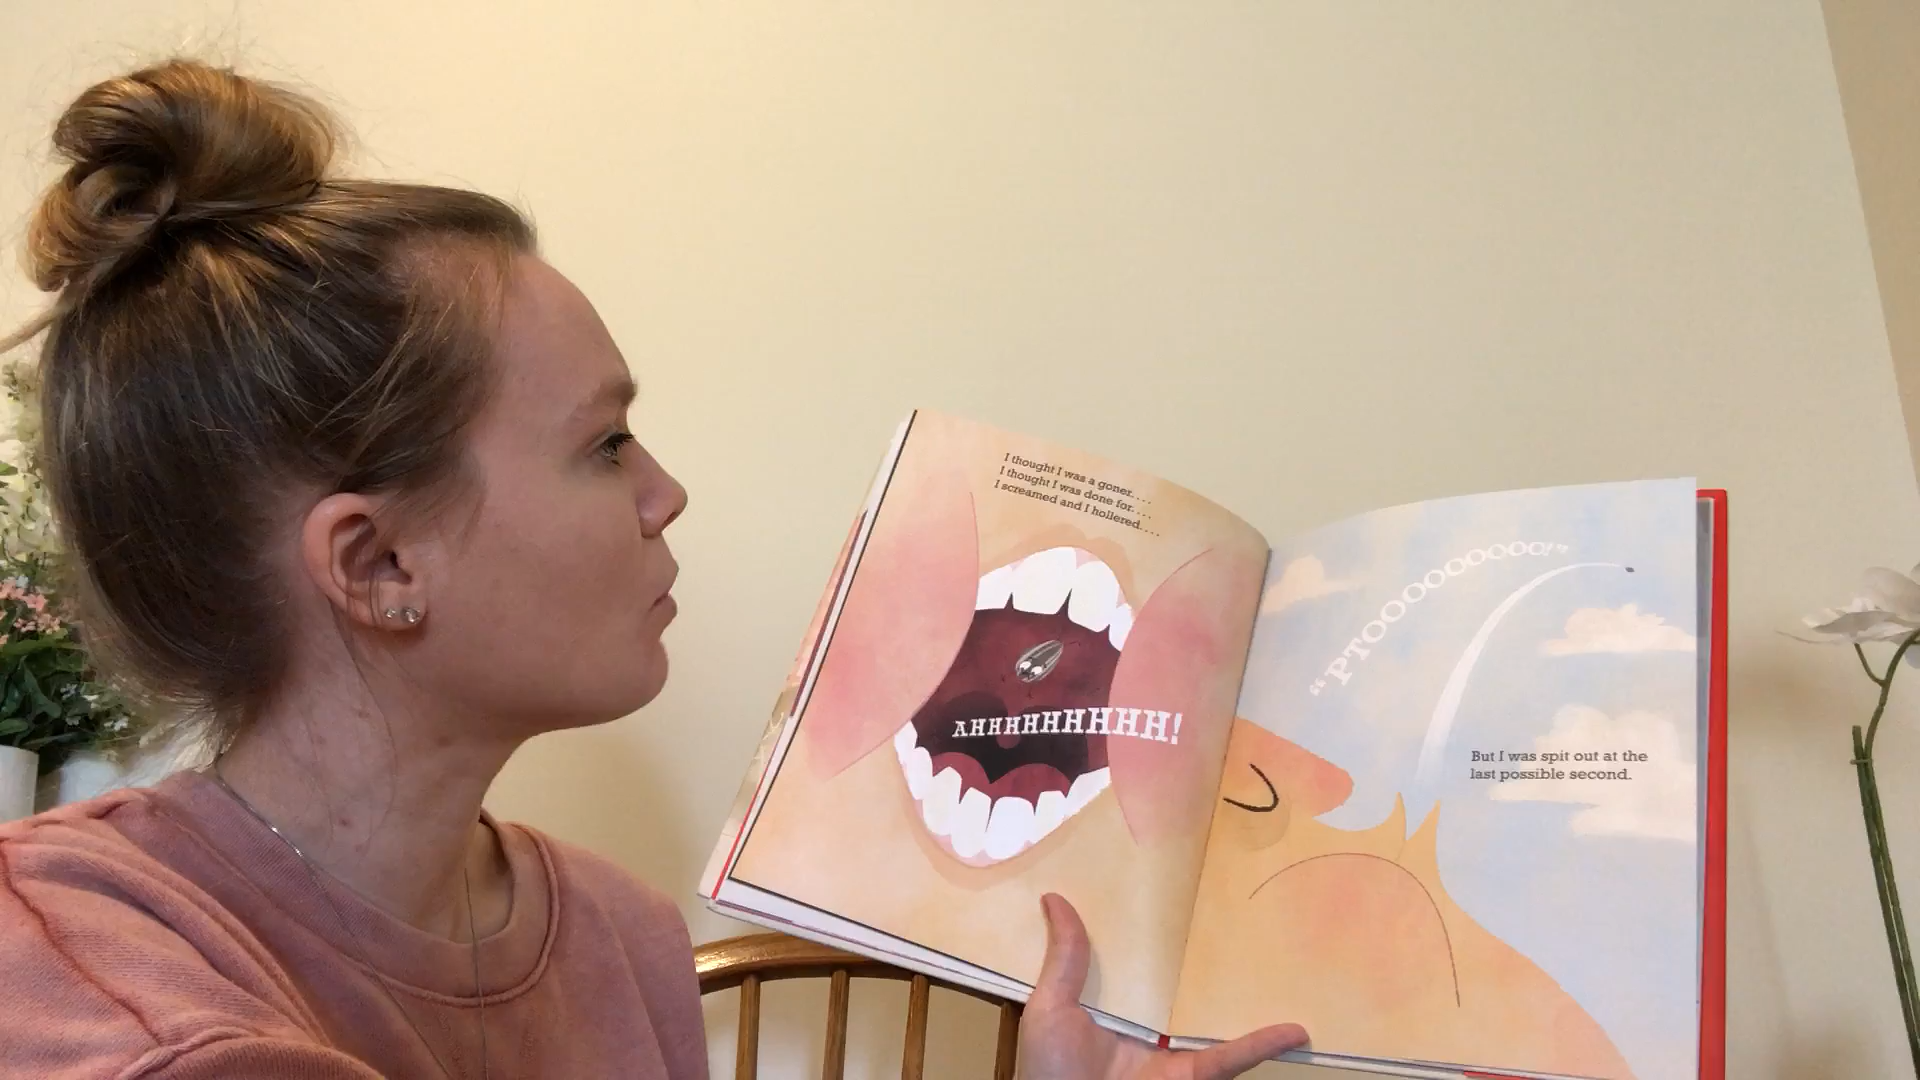 I thought I was a goner....
I thought I was done for....
I screamed and I hollered....
AHHHHHHHHH!
"PTOOOOOOOOO!"
But I was spit out at the
last possible second.